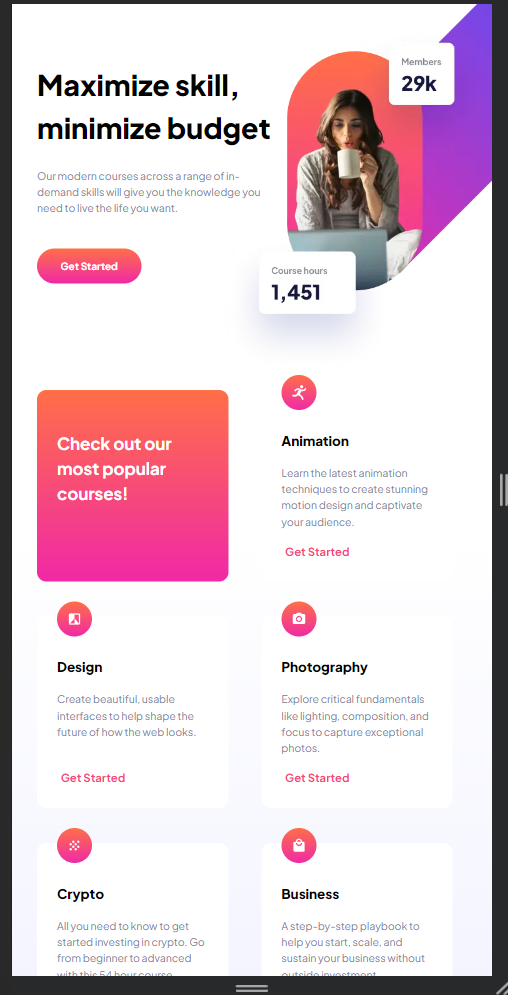 Maximize skill,
minimize budget
Our modern courses across a range of in-
demand skills will give you the knowledge you
need to live the life you want.
Get Started
Members
29k
Course hours
1,451
Check out our
most popular
courses!
Animation
Learn the latest animation
techniques to create stunning
motion design and captivate
your audience.
Get Started
Design
Create beautiful, usable
interfaces to help shape the
future of how the web looks.
Get Started
Photography
Explore critical fundamentals
like lighting, composition, and
focus to capture exceptional
photos.
Get Started
Crypto
All you need to know to get
started investing in crypto. Go
from beginner to advanced
with this 54 hour course.
Business
A step-by-step playbook to
help you start, scale, and
sustain your business without
outside investment.